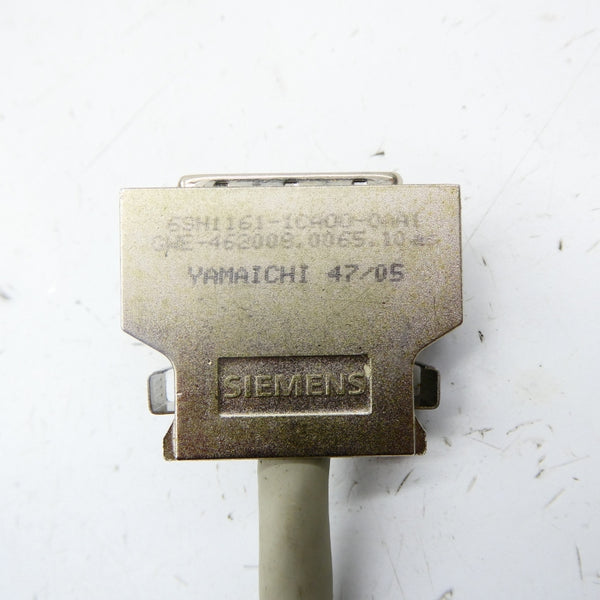 6SN1161-1CA00-0AA1
GWE-462008.0065.10
YAMAICHI 47/05
SIEMENS